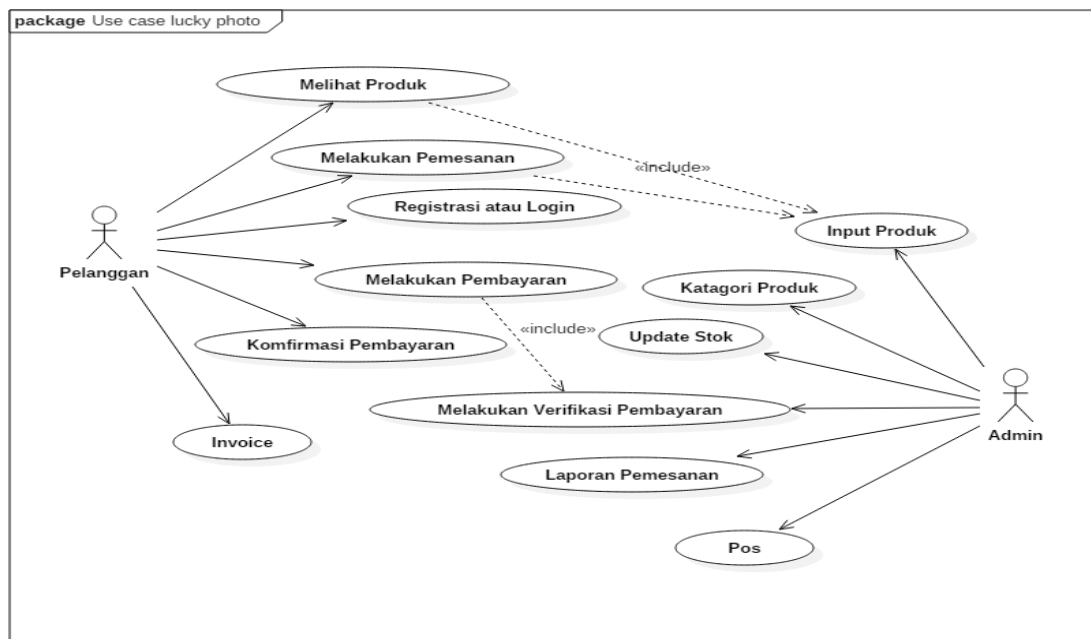 package Use case lucky photo
Melihat Produk
Melakukan Pemesanan
«include»
Registrasi atau Login
Input Produk
Pelanggan
Melakukan Pembayaran
Katagori Produk
«include»
Update Stok
Komfirmasi Pembayaran
Melakukan Verifikasi Pembayaran
Admin
Invoice
Laporan Pemesanan
Pos